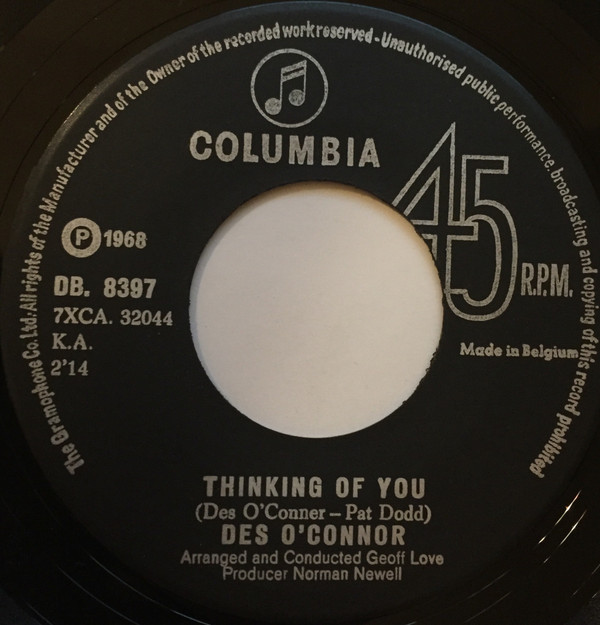 The Gramophone Co. Ltd. All rights of the Manufacturer and of the Owner of the recorded work reserved - Unauthorised public performance, broadcasting and copying of this record prohibited
COLUMBIA
45
R.P.M.
P 1968
DB. 8397
7XCA. 32044
K.A.
2'14
Made in Belgium
THINKING OF YOU
(Des O'Conner – Pat Dodd)
DES O'CONNOR
Arranged and Conducted Geoff Love
Producer Norman Newell